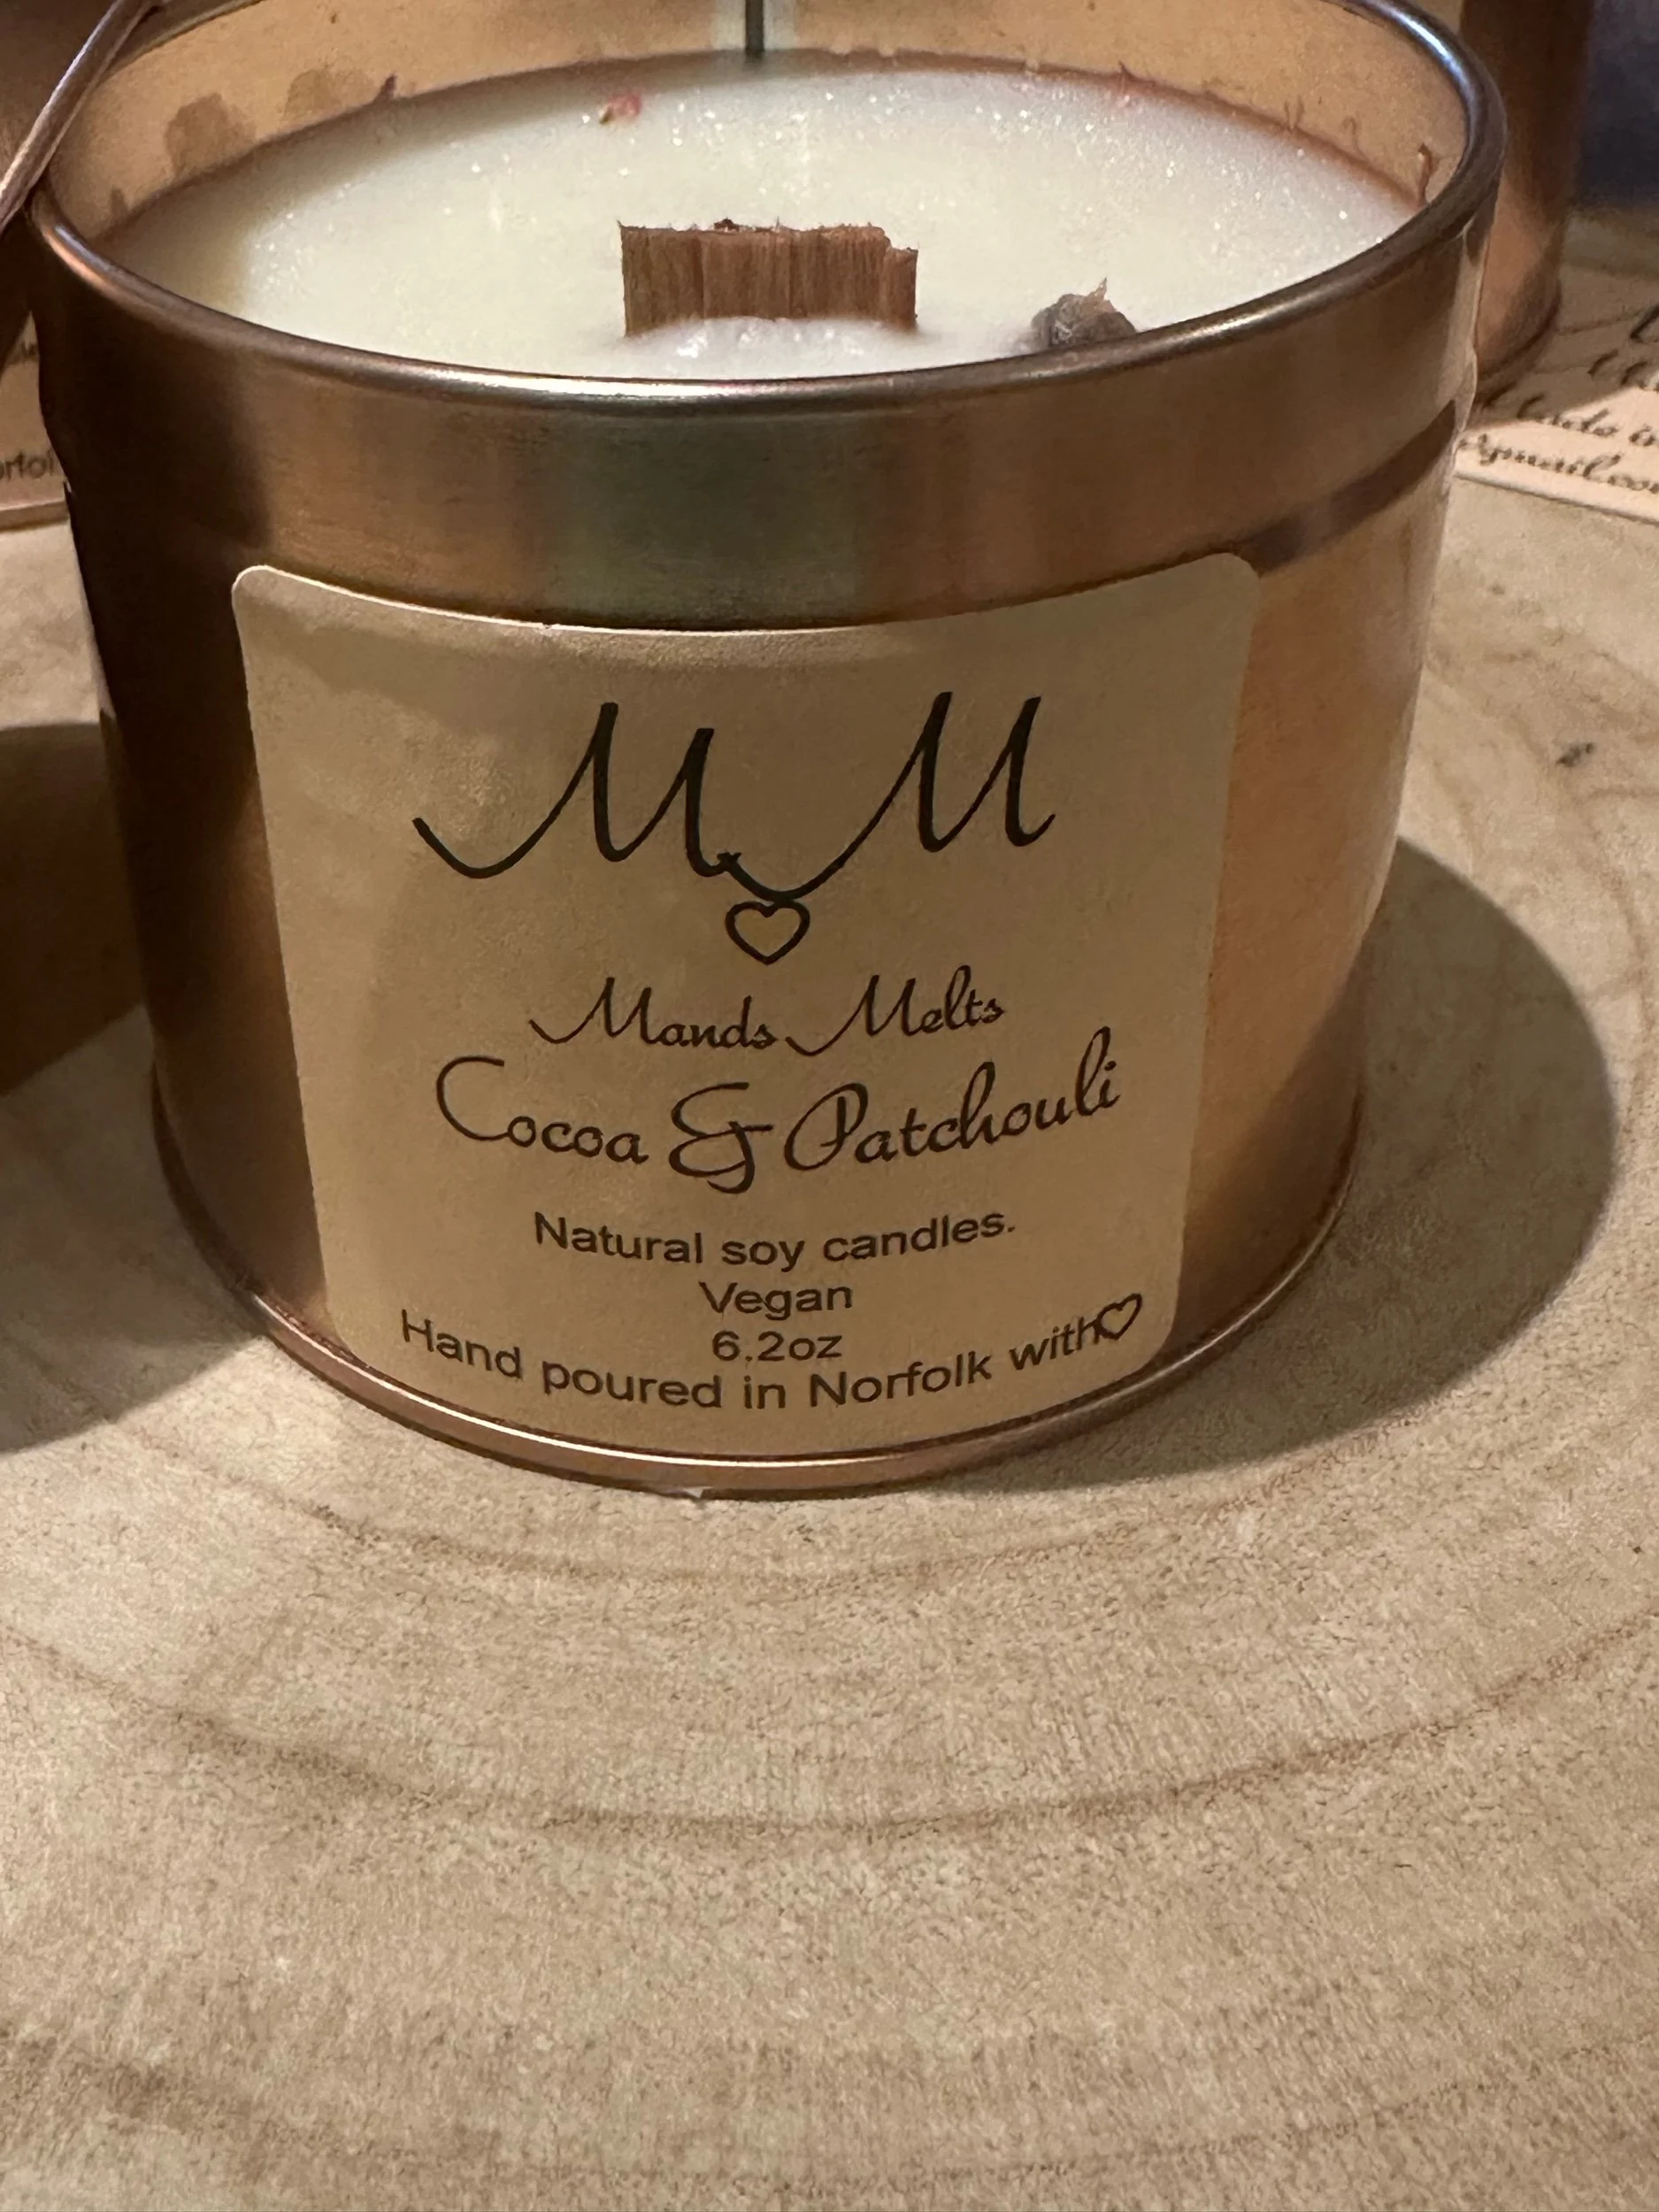 MM
Mands Melts
Cocoa & Patchouli
Natural soy candles.
Vegan
6.2oz
Hand poured in Norfolk with♡